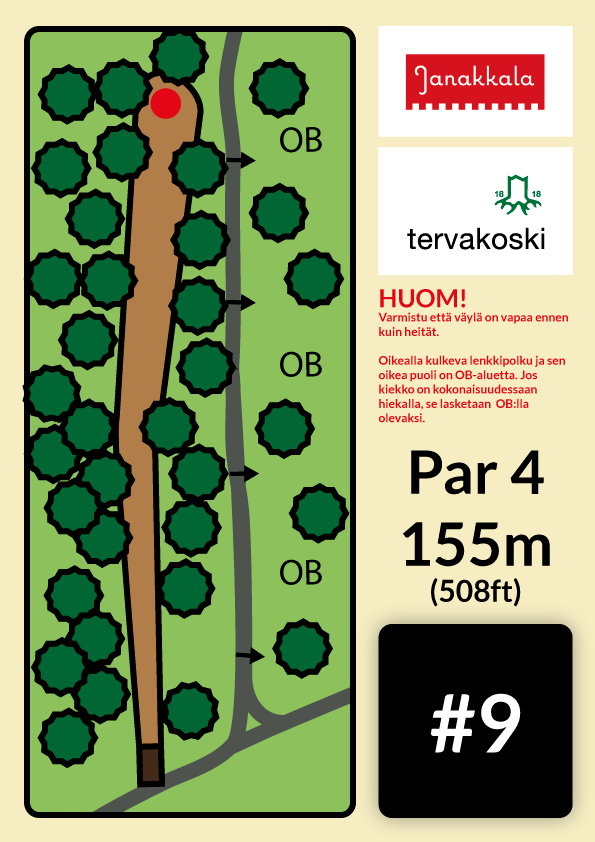 OB
OB
OB
Janakkala
18 18
tervakoski
HUOM!
Varmistu että väylä on vapaa ennen
kuin heität.
Oikealla kulkeva lenkkipolku ja sen
oikea puoli on OB-aluetta. Jos
kiekko on kokonaisuudessaan
hiekalla, se lasketaan OB:lla
olevaksi.
Par 4
155m
(508ft)
#9